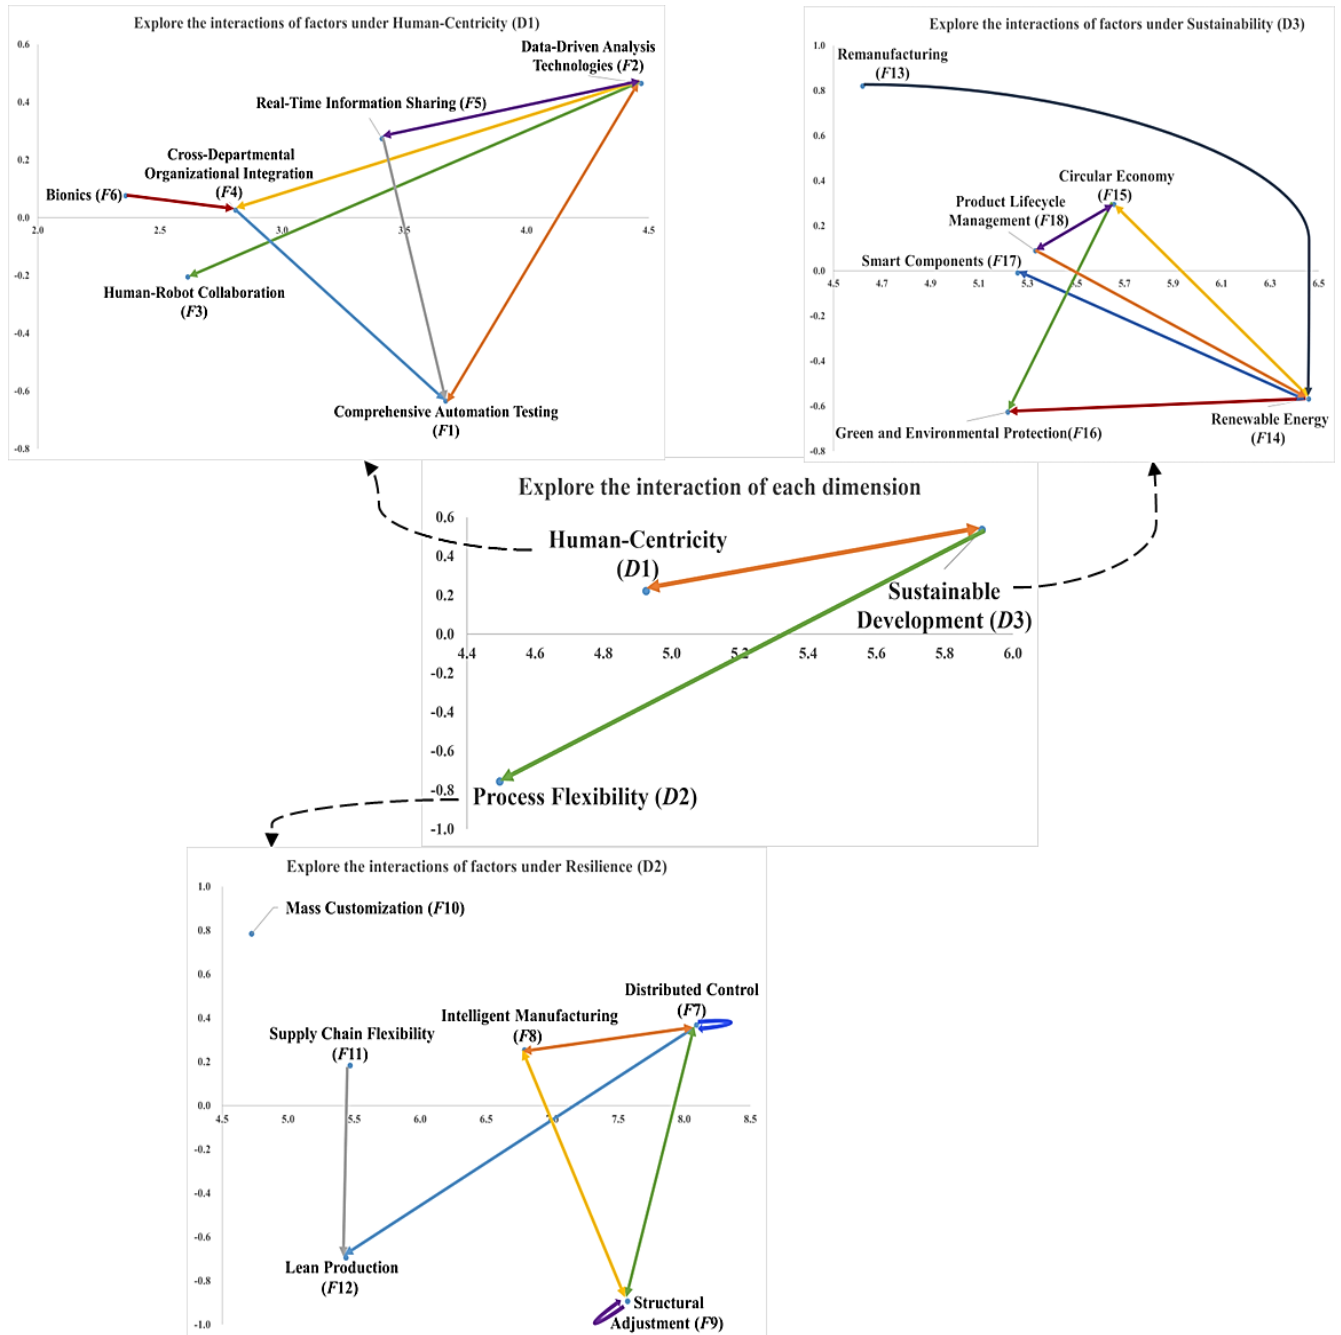 Explore the interactions of factors under Human-Centricity (D1)
0.6
0.4
0.2
0.0
-0.2
-0.4
-0.6
-0.8
2.0
2.5
3.0
3.5
4.0
4.5
Data-Driven Analysis
Technologies (F2)
Real-Time Information Sharing (F5)
Cross-Departmental
Organizational Integration
(F4)
Bionics (F6)
Human-Robot Collaboration
(F3)
Comprehensive Automation Testing
(F1)
Explore the interactions of factors under Sustainability (D3)
1.0
0.8
0.6
0.4
0.2
0.0
-0.2
-0.4
-0.6
-0.8
4.5
4.7
4.9
5.1
5.3
5.5
5.7
5.9
6.1
6.3
6.5
Remanufacturing
(F13)
Circular Economy
(F15)
Product Lifecycle
Management (F18)
Smart Components (F17)
Renewable Energy
(F14)
Green and Environmental Protection(F16)
Explore the interaction of each dimension
0.6
0.4
0.2
0.0
-0.2
-0.4
-0.6
-0.8
-1.0
4.4
4.6
4.8
5.0
5.2
5.4
5.6
5.8
6.0
Human-Centricity
(D1)
Sustainable
Development (D3)
Process Flexibility (D2)
Explore the interactions of factors under Resilience (D2)
1.0
0.8
0.6
0.4
0.2
0.0
-0.2
-0.4
-0.6
-0.8
-1.0
4.5
5.0
5.5
6.0
6.5
7.0
7.5
8.0
8.5
Mass Customization (F10)
Distributed Control
(F7)
Intelligent Manufacturing
(F8)
Supply Chain Flexibility
(F11)
Lean Production
(F12)
Structural
Adjustment (F9)